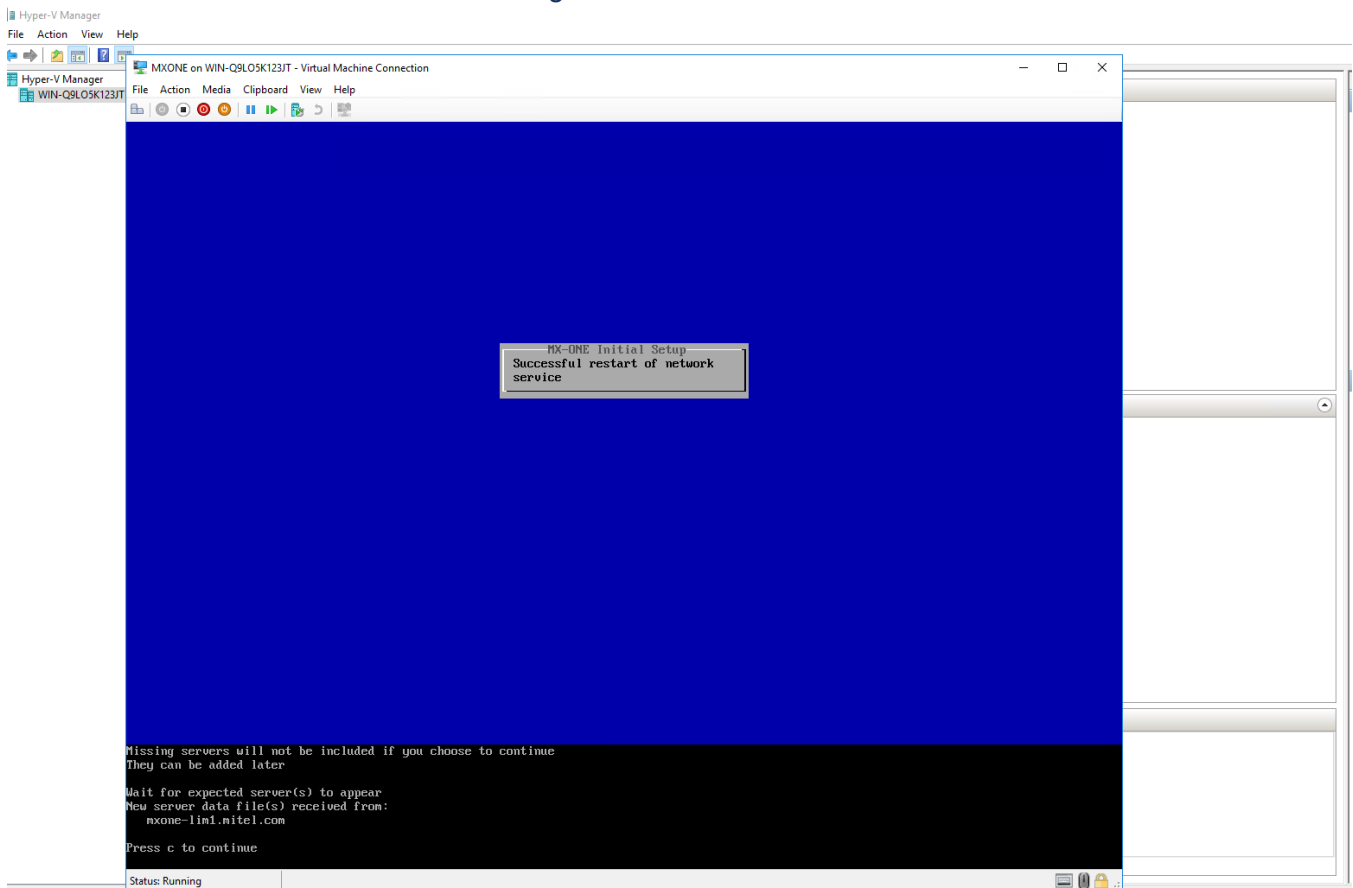 Hyper-V Manager
File Action View Help
MXONE on WIN-Q9LO5K123JT - Virtual Machine Connection
Hyper-V Manager
WIN-Q9LO5K123JT
File Action Media Clipboard View Help
MX-ONE Initial Setup
Successful restart of network
service
Missing servers will not be included if you choose to continue
They can be added later
Wait for expected server(s) to appear
New server data file(s) received from:
mxone-lim1.mitel.com
Press c to continue
Status: Running